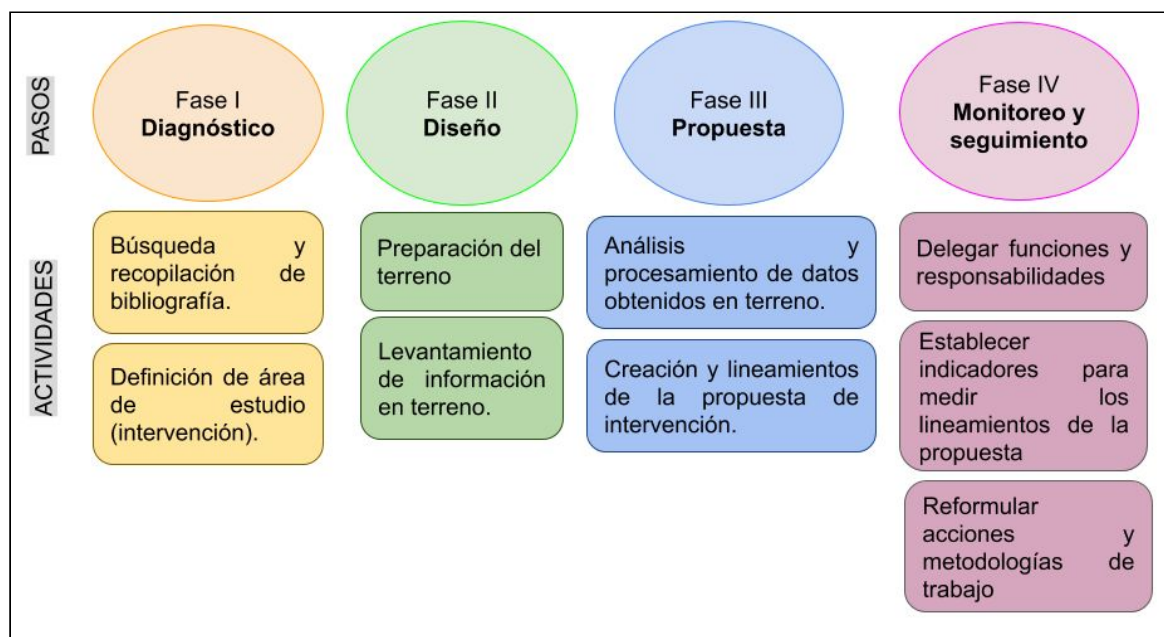 PASOS
Fase I
Diagnóstico
Fase II
Diseño
Fase III
Propuesta
Fase IV
Monitoreo y
seguimiento
ACTIVIDADES
Búsqueda y
recopilación de
bibliografía.
Definición de área
de estudio
(intervención).
Preparación del
terreno
Levantamiento
de información
en terreno.
Análisis y
procesamiento de datos
obtenidos en terreno.
Creación y lineamientos
de la propuesta de
intervención.
Delegar funciones y
responsabilidades
Establecer
indicadores para
medir los
lineamientos de la
propuesta
Reformular
acciones y
metodologías de
trabajo